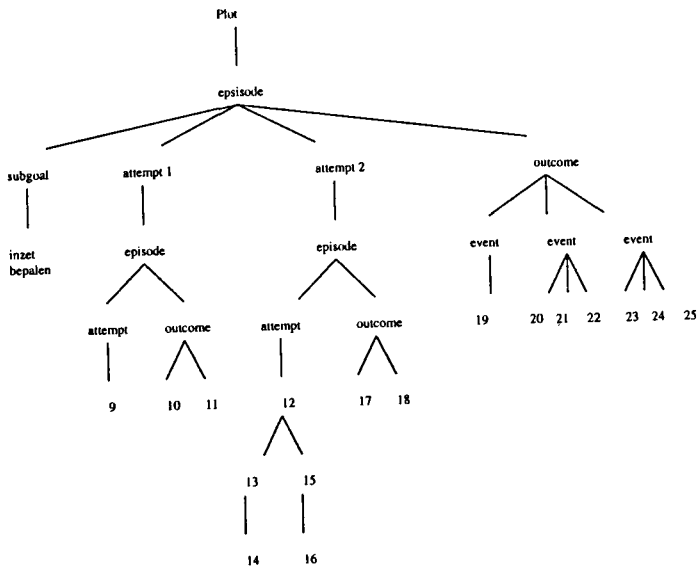 Plot
epsisode
subgoal attempt 1 attempt 2 outcome
inzet episode episode event event event
bepalen
attempt outcome attempt outcome 19 20 21 22 23 24 25
9 10 11 12 17 18
13 15
14 16